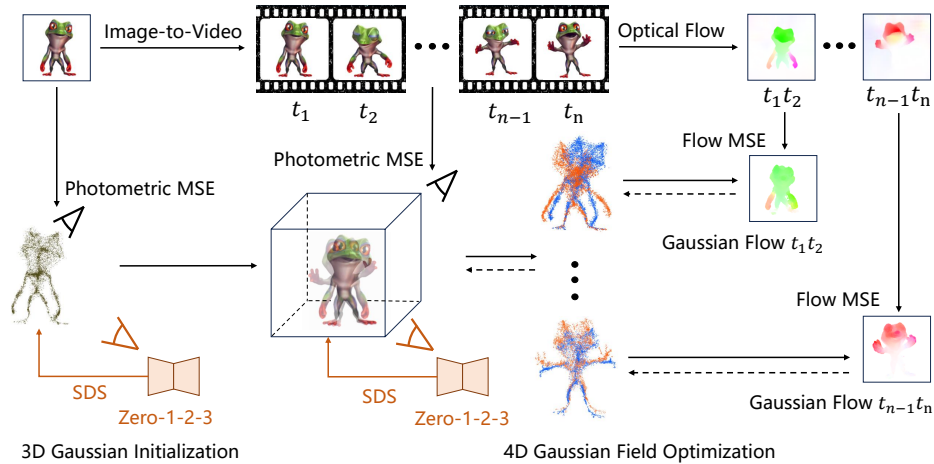 Image-to-Video
Optical Flow
t₁
t₂
tₙ₋₁
tₙ
t₁t₂
tₙ₋₁tₙ
Flow MSE
Photometric MSE
Photometric MSE
Gaussian Flow t₁t₂
Flow MSE
SDS
Zero-1-2-3
SDS
Zero-1-2-3
Gaussian Flow tₙ₋₁tₙ
3D Gaussian Initialization
4D Gaussian Field Optimization